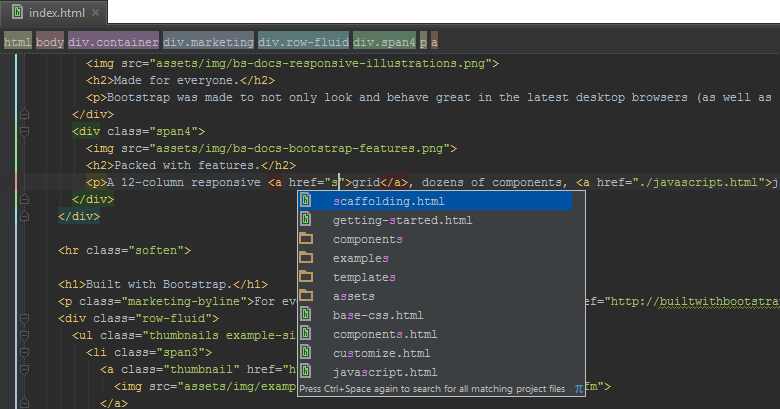 index.html ×
html body div.container div.marketing div.row-fluid div.span4 p a
<img src="assets/img/bs-docs-responsive-illustrations.png">
<h2>Made for everyone.</h2>
<p>Bootstrap was made to not only look and behave great in the latest desktop browsers (as well as
</div>
<div class="span4">
<img src="assets/img/bs-docs-bootstrap-features.png">
<h2>Packed with features.</h2>
<p>A 12-column responsive <a href="s">grid</a>, dozens of components, <a href="./javascript.html">j
</div>
scaffolding.html
</div>
getting-started.html
components
<hr class="soften">
examples
templates
<h1>Built with Bootstrap.</h1>
assets
<p class="marketing-byline">For ev
ef="http://builtwithbootstra
base-css.html
<div class="row-fluid">
components.html
<ul class="thumbnails example-si
customize.html
<li class="span3">
javascript.html
<a class="thumbnail" href="h
Press Ctrl+Space again to search for all matching project files π
<img src="assets/img/examp
fm">
</a>